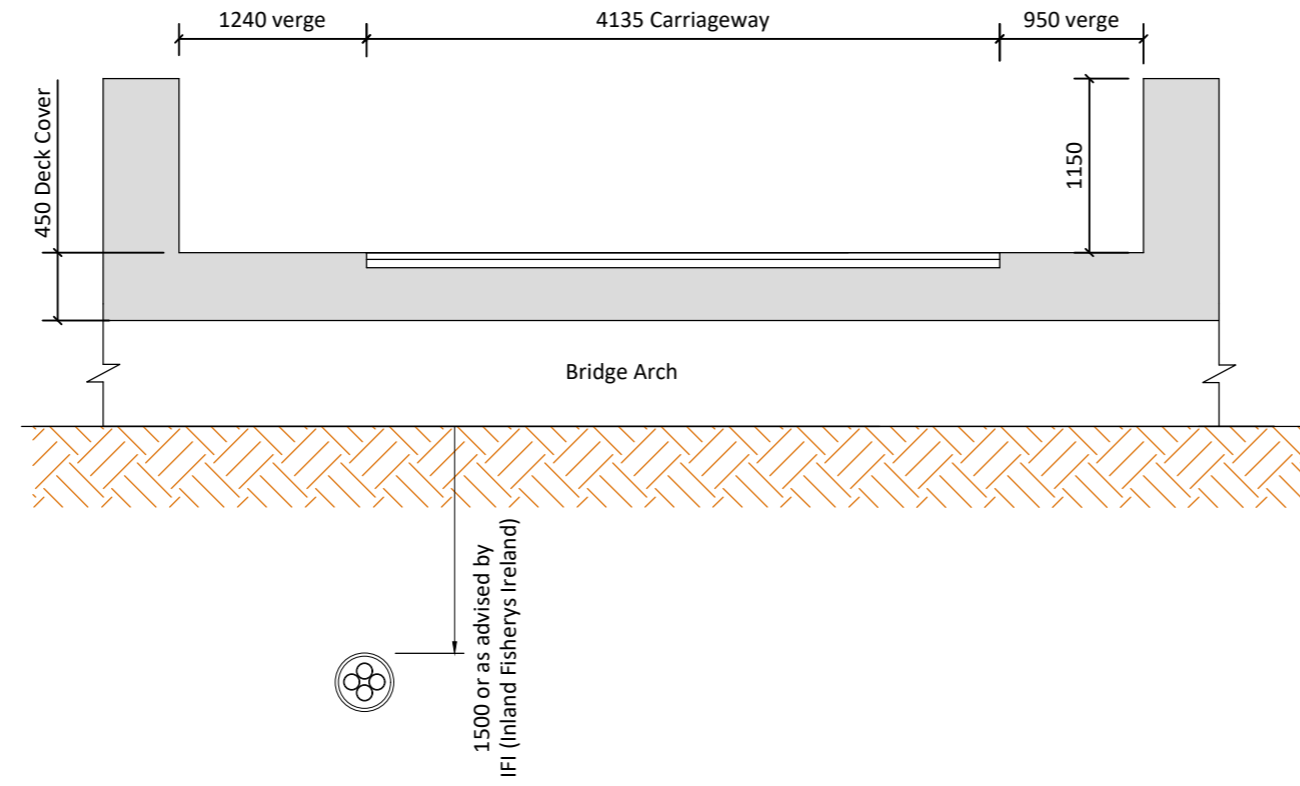 1240 verge
4135 Carriageway
950 verge
450 Deck Cover
1150
Bridge Arch
1500 or as advised by
IFI (Inland Fisherys Ireland)